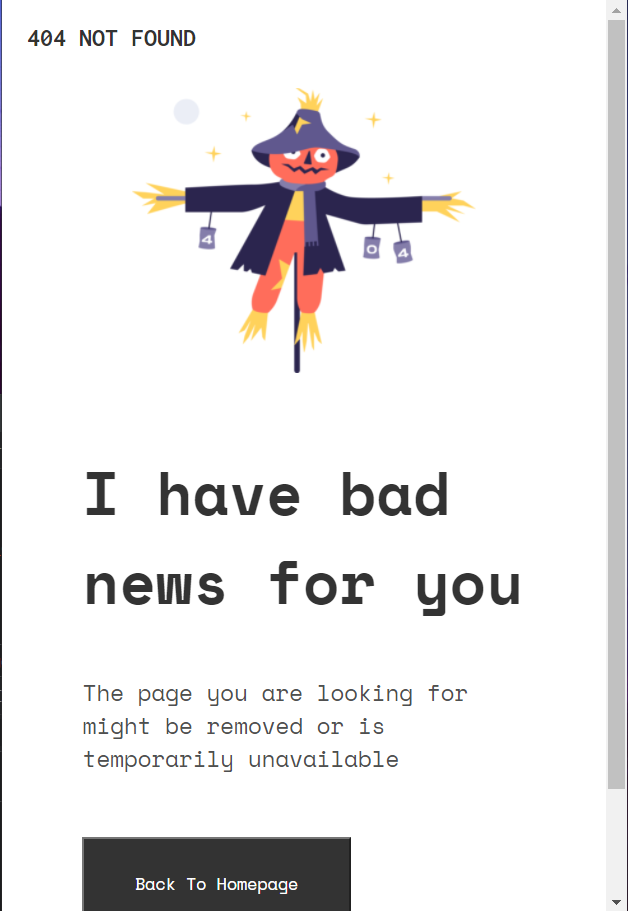 404 NOT FOUND
4
0
4
I have bad
news for you
The page you are looking for
might be removed or is
temporarily unavailable
Back To Homepage